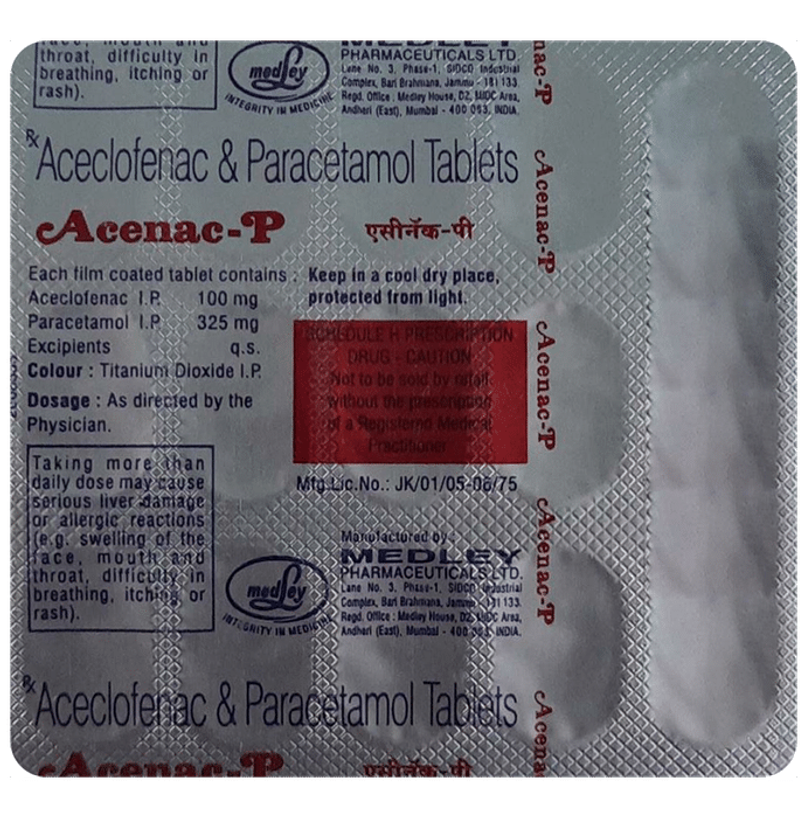 throat, difficulty in
breathing, itching or
rash).
medley
INTEGRITY IN MEDICINE
MEDLEY
PHARMACEUTICALS LTD.
Lane No. 3, Phase-1, SIDCO Industrial
Complex, Bari Brahmana, Jammu - 181 133.
Regd. Office : Medley House, D2, MIDC Area,
Andheri (East), Mumbai - 400 093. INDIA.
Rx Aceclofenac & Paracetamol Tablets
Acenac-P एसीनॅक-पी
Each film coated tablet contains :
Aceclofenac I.P. 100 mg
Paracetamol I.P. 325 mg
Excipients q.s.
Colour : Titanium Dioxide I.P.
Dosage : As directed by the
Physician.
Keep in a cool dry place,
protected from light.
SCHEDULE H PRESCRIPTION
DRUG - CAUTION
Not to be sold by retail
without the prescription
of a Registered Medical
Practitioner
Mfg.Lic.No.: JK/01/05-06/75
Taking more than
daily dose may cause
serious liver damage
or allergic reactions
(e.g. swelling of the
face, mouth and
throat, difficulty in
breathing, itching or
rash).
medley
INTEGRITY IN MEDICINE
Manufactured by :
MEDLEY
PHARMACEUTICALS LTD.
Lane No. 3, Phase-1, SIDCO Industrial
Complex, Bari Brahmana, Jammu - 181 133.
Regd. Office : Medley House, D2, MIDC Area,
Andheri (East), Mumbai - 400 093. INDIA.
Rx Aceclofenac & Paracetamol Tablets
Acenac-P एसीनॅक-पी
nac-P
Acenac-P
Acenac-P
Acenac-P
Acena